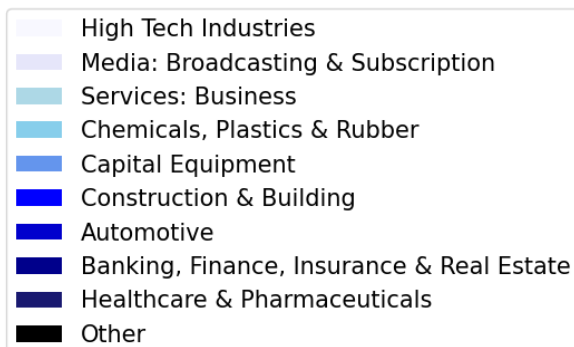 High Tech Industries
Media: Broadcasting & Subscription
Services: Business
Chemicals, Plastics & Rubber
Capital Equipment
Construction & Building
Automotive
Banking, Finance, Insurance & Real Estate
Healthcare & Pharmaceuticals
Other